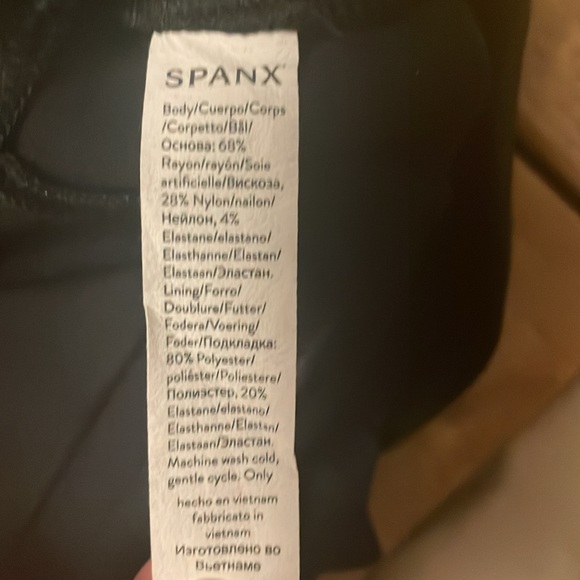 SPANX
Body/Cuerpo/Corps
/Corpetto/Bål/
Основа: 68%
Rayon/rayón/Soie
artificielle/Вискоза,
28% Nylon/nailon/
Нейлон, 4%
Elastane/elastano/
Elasthanne/Elastan/
Elastaan/Эластан.
Lining/Forro/
Doublure/Futter/
Fodera/Voering/
Foder/Подкладка:
80% Polyester/
poliéster/Poliestere/
Полиэстер, 20%
Elastane/elastano/
Elasthanne/Elastan/
Elastaan/Эластан.
Machine wash cold,
gentle cycle. Only
hecho en vietnam
fabbricato in
vietnam
Изготовлено во
Вьетнаме